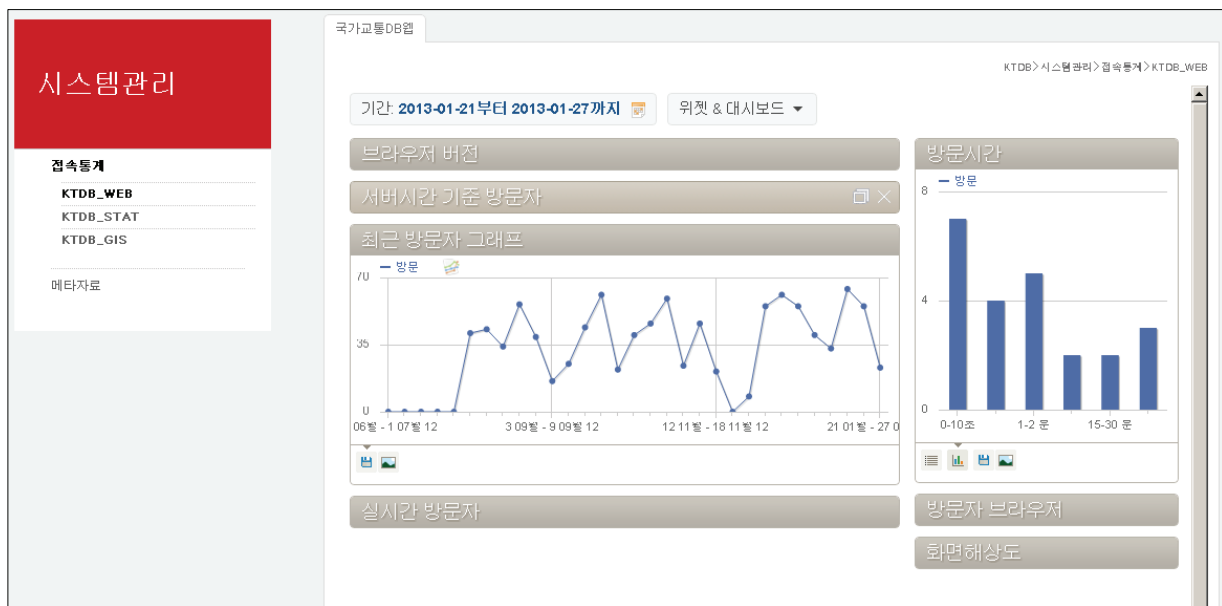 국가교통DB웹
KTDB>시스템관리>접속통계>KTDB_WEB
시스템관리
접속통계
KTDB_WEB
KTDB_STAT
KTDB_GIS
메타자료
기간: 2013-01-21부터 2013-01-27까지
위젯 & 대시보드
브라우저 버전
서버시간 기준 방문자
최근 방문자 그래프
방문
70
35
0
06월 - 1 07월 12
3 09월 - 9 09월 12
12 11월 - 18 11월 12
21 01월 - 27 0
실시간 방문자
방문시간
방문
8
4
0
0-10초
1-2 분
15-30 분
방문자 브라우저
화면해상도